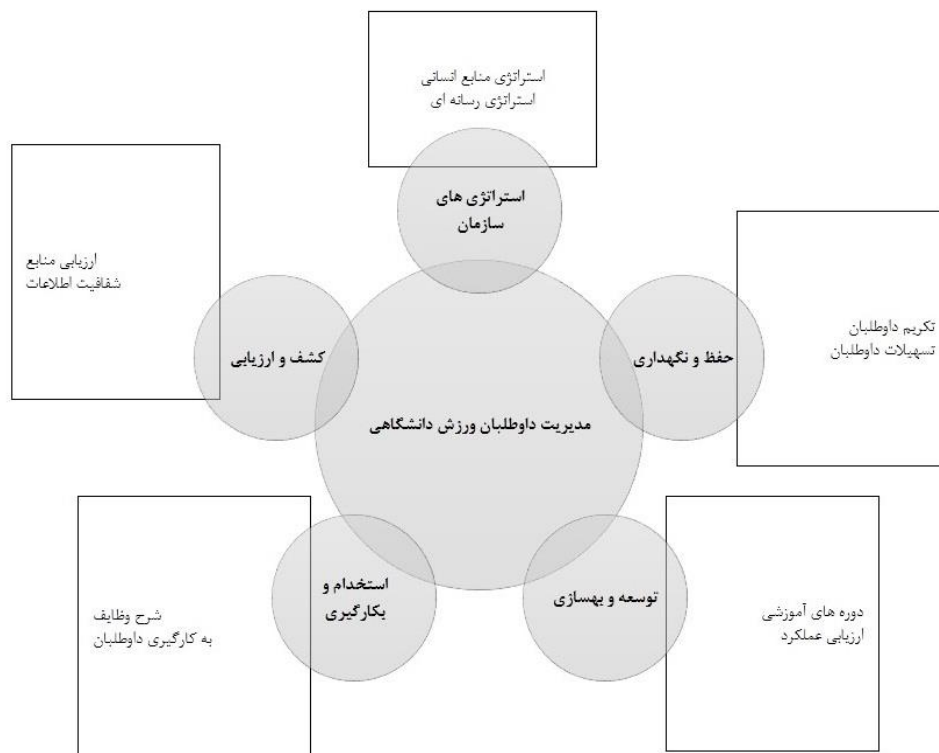 استراتژی منابع انسانی
استراتژی رسانه ای
استراتژی های
سازمان
ارزیابی منابع
شفافیت اطلاعات
کشف و ارزیابی
حفظ و نگهداری
تکریم داوطلبان
تسهیلات داوطلبان
مدیریت داوطلبان ورزش دانشگاهی
استخدام و
بکارگیری
شرح وظایف
به کارگیری داوطلبان
توسعه و بهسازی
دوره های آموزشی
ارزیابی عملکرد